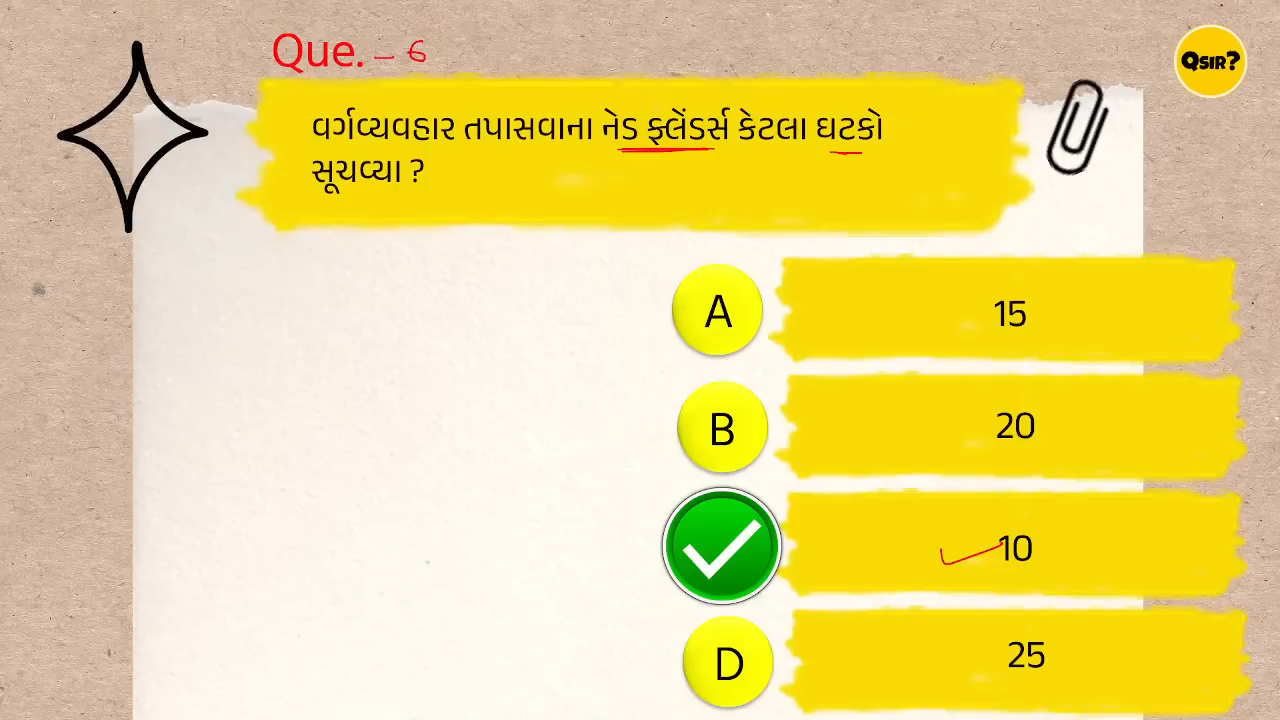 Que. - 6
QSIR?
વર્ગવ્યવહાર તપાસવાના નેડ ફ્લેંડર્સ કેટલા ઘટકો
સૂચવ્યા ?
A 15
B 20
10
D 25